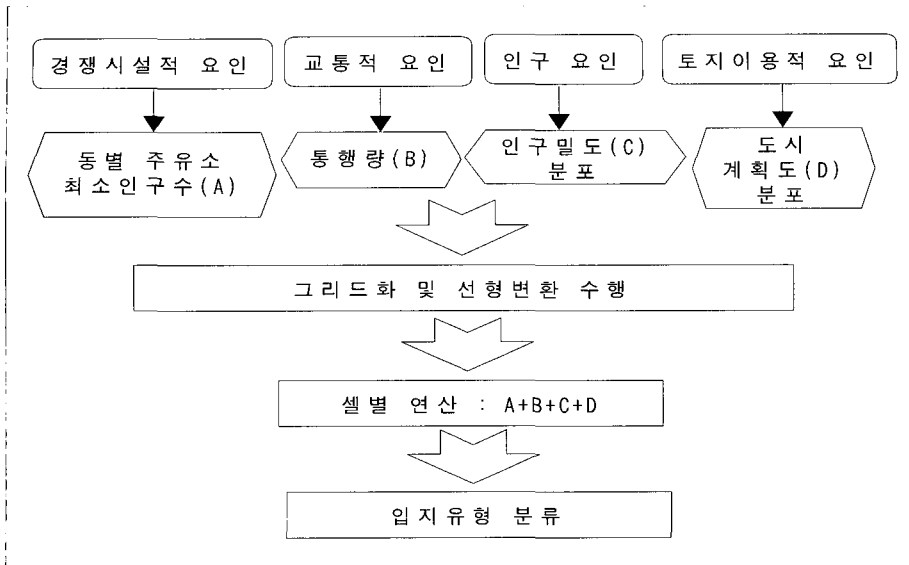 경쟁시설적 요인
교통적 요인
인구 요인
토지이용적 요인
동별 주유소
최소인구수(A)
통행량(B)
인구밀도(C)
분포
도시
계획도(D)
분포
그리드화 및 선형변환 수행
셀별 연산 : A+B+C+D
입지유형 분류